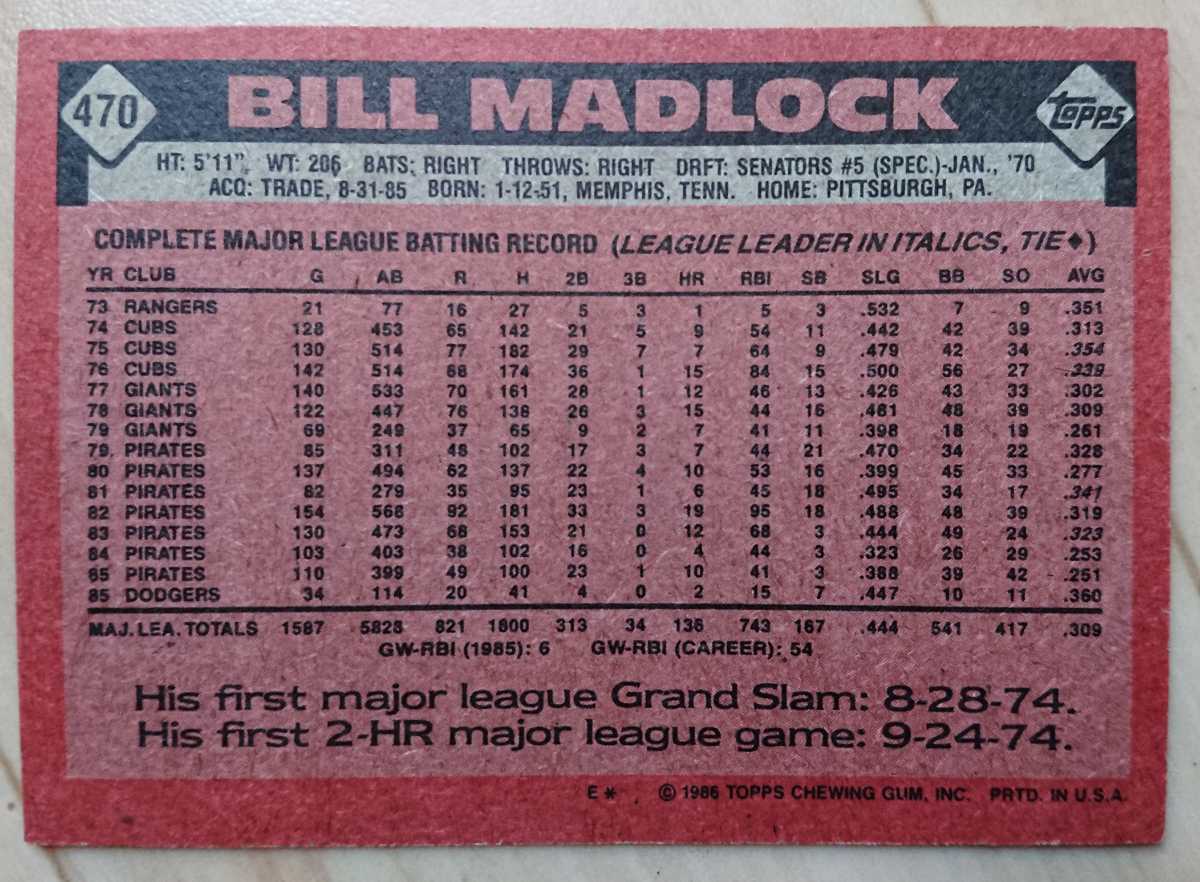 470 BILL MADLOCK Topps
HT: 5'11". WT: 206 BATS: RIGHT THROWS: RIGHT DRFT: SENATORS #5 (SPEC.)-JAN., '70
ACQ: TRADE, 8-31-85 BORN: 1-12-51, MEMPHIS, TENN. HOME: PITTSBURGH, PA.
COMPLETE MAJOR LEAGUE BATTING RECORD (LEAGUE LEADER IN ITALICS, TIE♦)
YR CLUB G AB R H 2B 3B HR RBI SB SLG BB SO AVG
73 RANGERS 21 77 16 27 5 3 1 5 3 .532 7 9 .351
74 CUBS 128 453 65 142 21 5 9 54 11 .442 42 39 .313
75 CUBS 130 514 77 182 29 7 7 64 9 .479 42 34 .354
76 CUBS 142 514 68 174 36 1 15 84 15 .500 56 27 .339
77 GIANTS 140 533 70 161 28 1 12 46 13 .426 43 33 .302
78 GIANTS 122 447 76 138 26 3 15 44 16 .481 48 39 .309
79 GIANTS 69 249 37 65 9 2 7 41 11 .398 18 19 .261
79 PIRATES 85 311 48 102 17 3 7 44 21 .470 34 22 .328
80 PIRATES 137 494 62 137 22 4 10 53 16 .399 45 33 .277
81 PIRATES 82 279 35 95 23 1 6 45 18 .495 34 17 .341
82 PIRATES 154 568 92 181 33 3 19 95 18 .488 48 39 .319
83 PIRATES 130 473 68 153 21 0 12 68 3 .444 49 24 .323
84 PIRATES 103 403 38 102 16 0 4 44 3 .323 26 29 .253
85 PIRATES 110 399 49 100 23 1 10 41 3 .388 39 42 .251
85 DODGERS 34 114 20 41 4 0 2 15 7 .447 10 11 .360
MAJ. LEA. TOTALS 1587 5828 821 1800 313 34 136 743 167 .444 541 417 .309
GW-RBI (1985): 6 GW-RBI (CAREER): 54
His first major league Grand Slam: 8-28-74.
His first 2-HR major league game: 9-24-74.
E * © 1986 TOPPS CHEWING GUM, INC. PRTD. IN U.S.A.